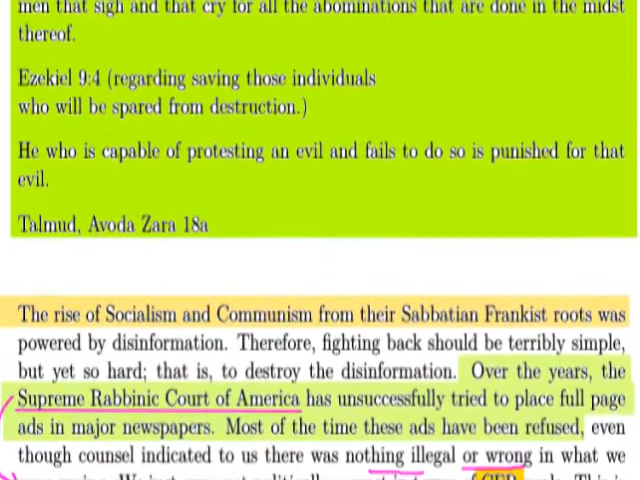 men that sigh and that cry for all the abominations that are done in the midst
thereof.
Ezekiel 9:4 (regarding saving those individuals
who will be spared from destruction.)
He who is capable of protesting an evil and fails to do so is punished for that
evil.
Talmud, Avoda Zara 18a
The rise of Socialism and Communism from their Sabbatian Frankist roots was
powered by disinformation. Therefore, fighting back should be terribly simple,
but yet so hard; that is, to destroy the disinformation. Over the years, the
Supreme Rabbinic Court of America has unsuccessfully tried to place full page
ads in major newspapers. Most of the time these ads have been refused, even
though counsel indicated to us there was nothing illegal or wrong in what we